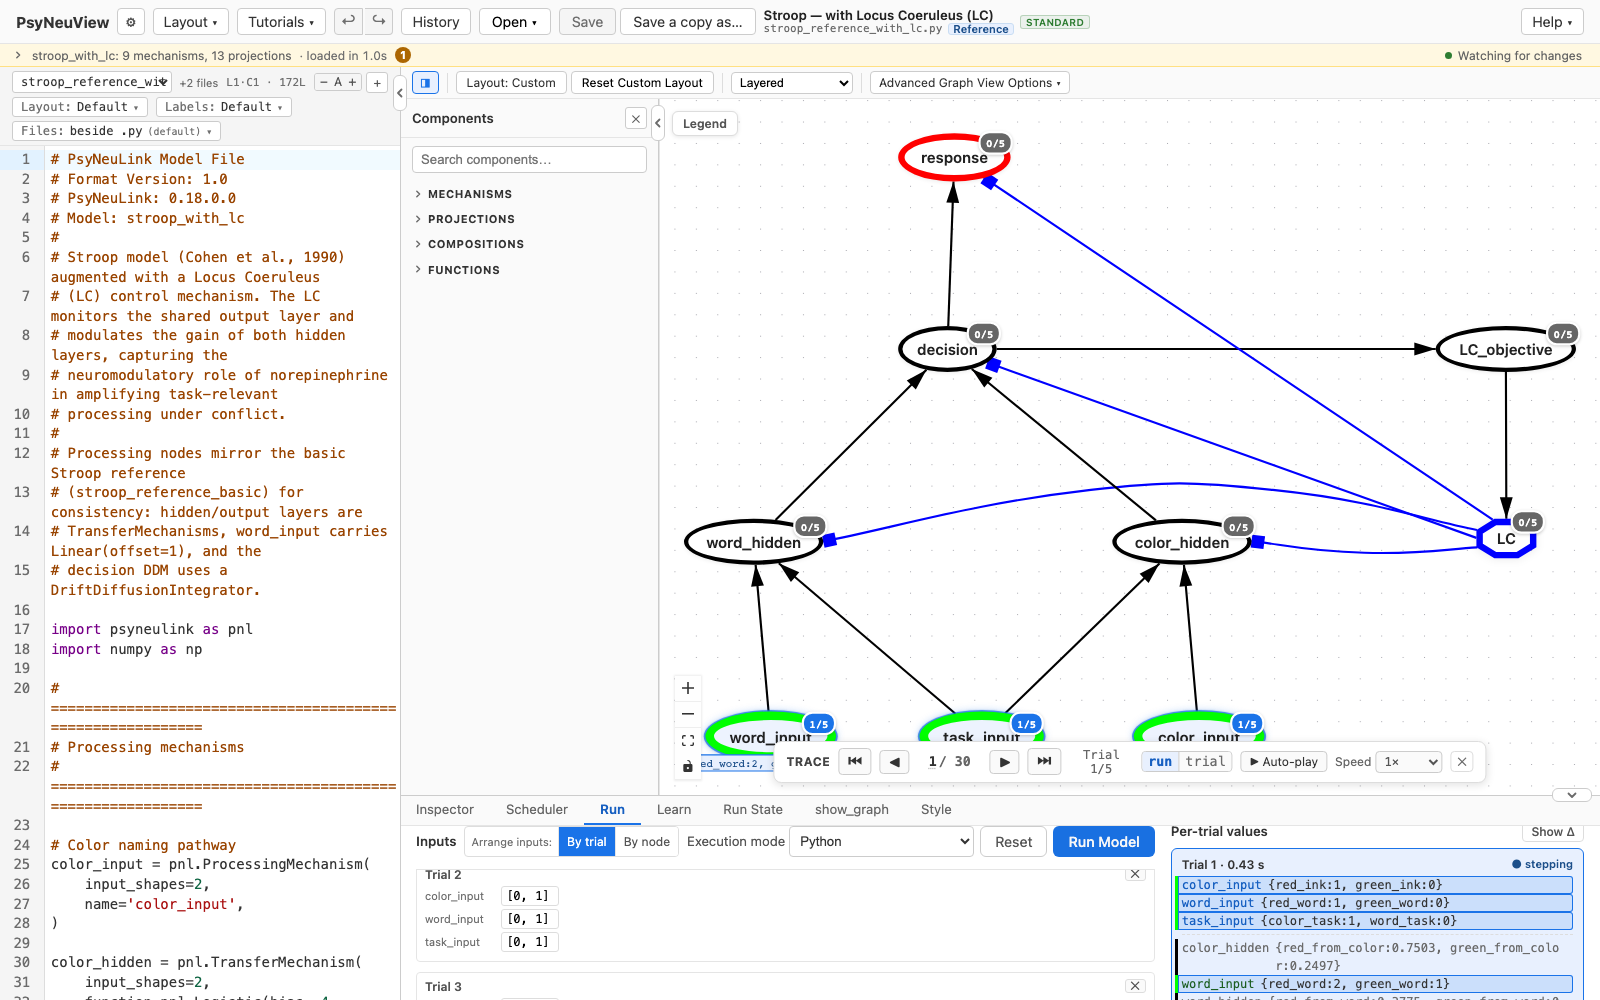 PsyNeuView
Layout ▾
Tutorials ▾
History
Open ▾
Save
Save a copy as...
Stroop — with Locus Coeruleus (LC)
STANDARD
stroop_reference_with_lc.py
Reference
Help ▾
stroop_with_lc: 9 mechanisms, 13 projections · loaded in 1.0s
1
Watching for changes
+2 files
L1:C1 · 172L
− A +
+
Layout: Default ▾
Labels: Default ▾
Files: beside .py (default) ▾
1 # PsyNeuLink Model File
2 # Format Version: 1.0
3 # PsyNeuLink: 0.18.0.0
4 # Model: stroop_with_lc
5 #
6 # Stroop model (Cohen et al., 1990)
augmented with a Locus Coeruleus
7 # (LC) control mechanism. The LC
monitors the shared output layer and
8 # modulates the gain of both hidden
layers, capturing the
9 # neuromodulatory role of norepinephrine
in amplifying task-relevant
10 # processing under conflict.
11 #
12 # Processing nodes mirror the basic
Stroop reference
13 # (stroop_reference_basic) for
consistency: hidden/output layers are
14 # TransferMechanisms, word_input carries
Linear(offset=1), and the
15 # decision DDM uses a
DriftDiffusionIntegrator.
16
17 import psyneulink as pnl
18 import numpy as np
19
20 #
=========================================
==================
21 # Processing mechanisms
22 #
=========================================
==================
23
24 # Color naming pathway
25 color_input = pnl.ProcessingMechanism(
26 input_shapes=2,
27 name='color_input',
28 )
29
30 color_hidden = pnl.TransferMechanism(
31 input_shapes=2,
Layout: Custom
Reset Custom Layout
Layered
Advanced Graph View Options ▾
Components
Search components…
MECHANISMS
PROJECTIONS
COMPOSITIONS
FUNCTIONS
Legend
response
0/5
decision
0/5
LC_objective
0/5
word_hidden
0/5
color_hidden
0/5
LC
0/5
word_input
1/5
task_input
1/5
color_input
1/5
TRACE
1 / 30
Trial
1/5
run
trial
Auto-play
Speed
1×
Inspector
Scheduler
Run
Learn
Run State
show_graph
Style
Inputs
Arrange inputs:
By trial
By node
Execution mode
Python
Reset
Run Model
Trial 2
color_input [0, 1]
word_input [0, 1]
task_input [0, 1]
Trial 3
Per-trial values
Show Δ
Trial 1 · 0.43 s
stepping
color_input {red_ink:1, green_ink:0}
word_input {red_word:1, green_word:0}
task_input {color_task:1, word_task:0}
color_hidden {red_from_color:0.7503, green_from_colo
r:0.2497}
word_input {red_word:2, green_word:1}